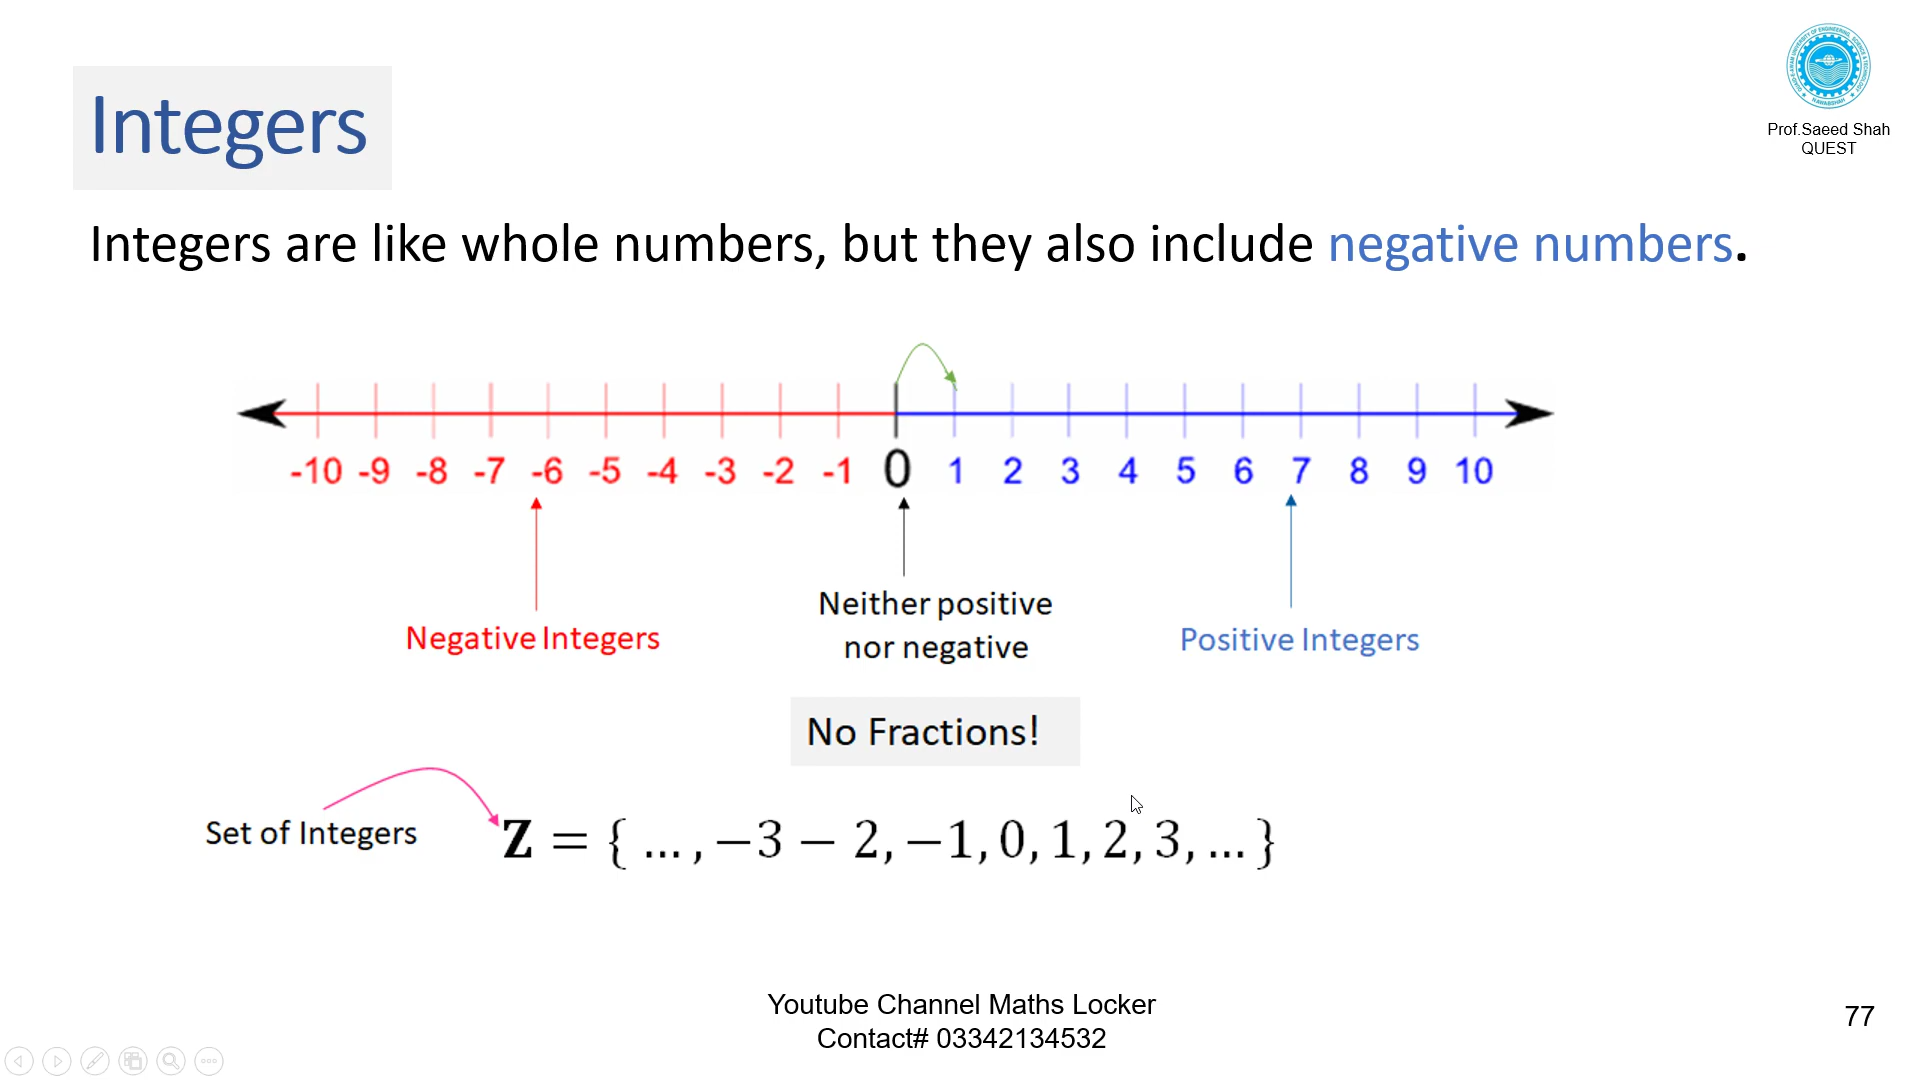 Prof.Saeed Shah
QUEST
Integers
Integers are like whole numbers, but they also include negative numbers.
-10 -9 -8 -7 -6 -5 -4 -3 -2 -1 0 1 2 3 4 5 6 7 8 9 10
Negative Integers
Neither positive
nor negative
Positive Integers
No Fractions!
Set of Integers
Z = { … , −3 − 2, −1, 0, 1, 2, 3, … }
Youtube Channel Maths Locker
Contact# 03342134532
77